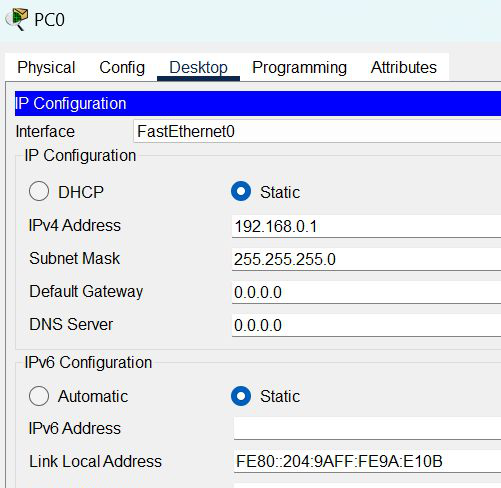 PC0
Physical Config Desktop Programming Attributes
IP Configuration
Interface FastEthernet0
IP Configuration
DHCP Static
IPv4 Address 192.168.0.1
Subnet Mask 255.255.255.0
Default Gateway 0.0.0.0
DNS Server 0.0.0.0
IPv6 Configuration
Automatic Static
IPv6 Address
Link Local Address FE80::204:9AFF:FE9A:E10B